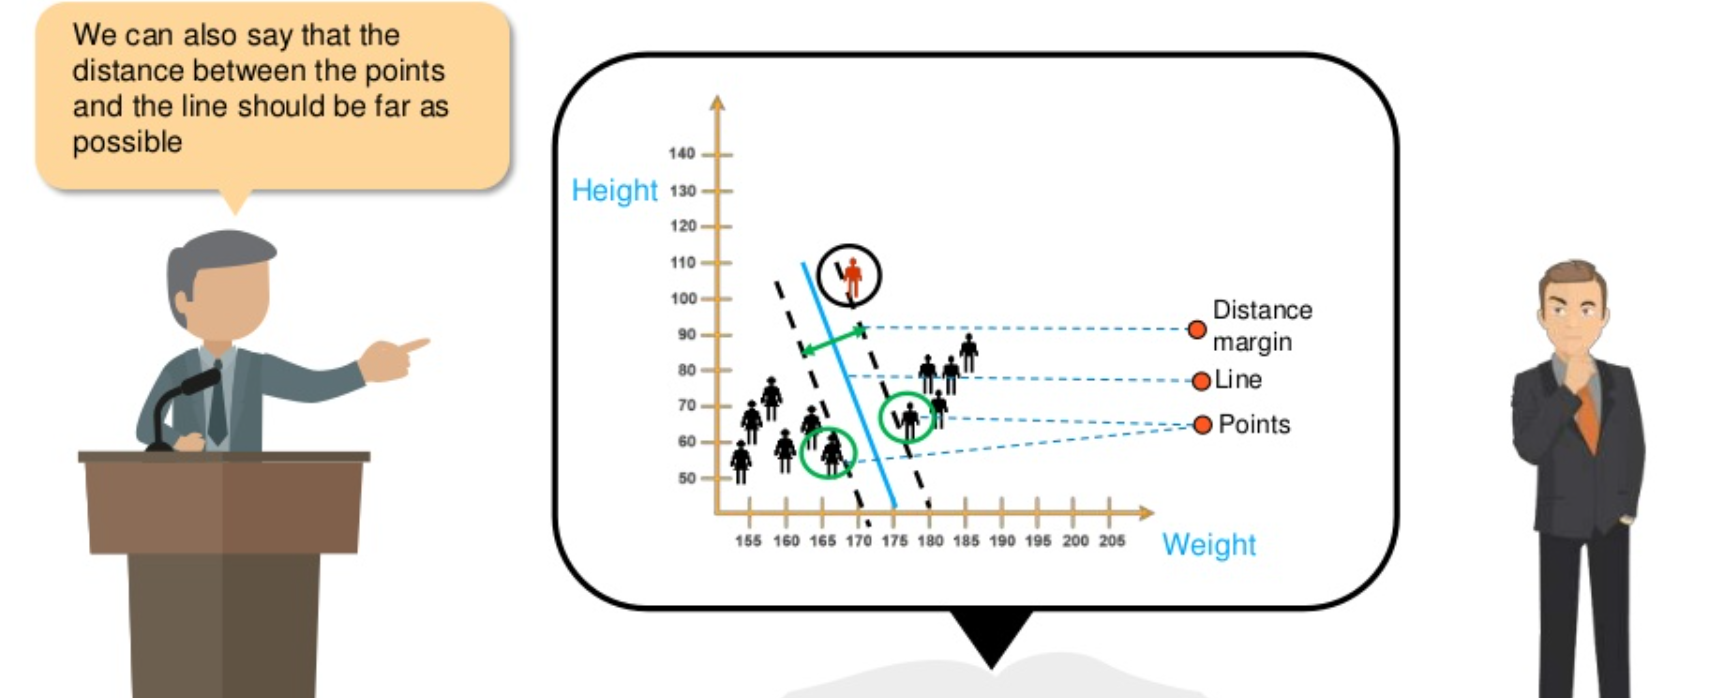 We can also say that the
distance between the points
and the line should be far as
possible
140
Height
130
120
110
100
90
80
70
60
50
155 160 165 170 175 180 185 190 195 200 205
Weight
Distance
margin
Line
Points